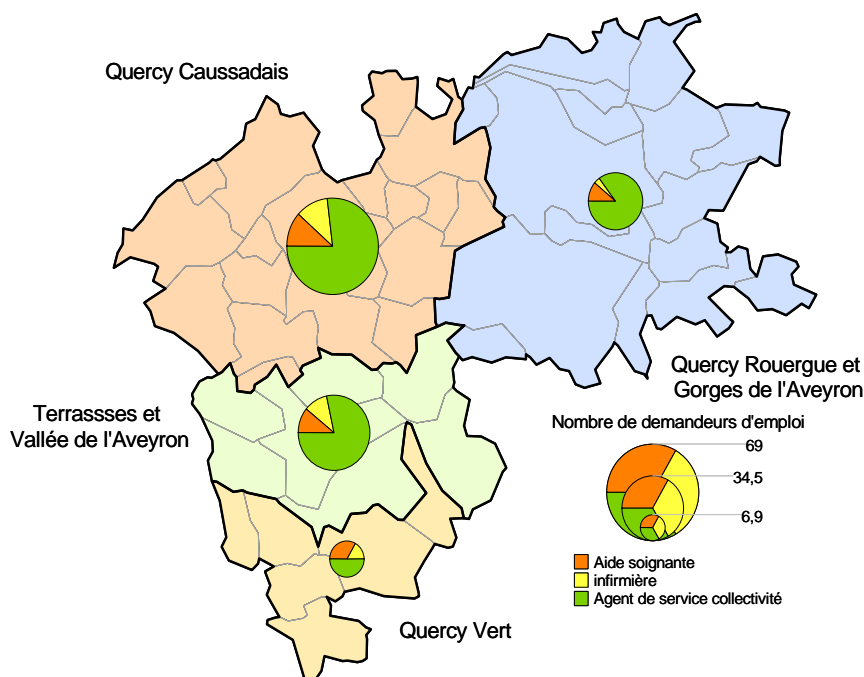 Quercy Caussadais
Quercy Rouergue et
Gorges de l'Aveyron
Terrassses et
Vallée de l'Aveyron
Nombre de demandeurs d'emploi
69
34,5
6,9
Aide soignante
infirmière
Agent de service collectivité
Quercy Vert